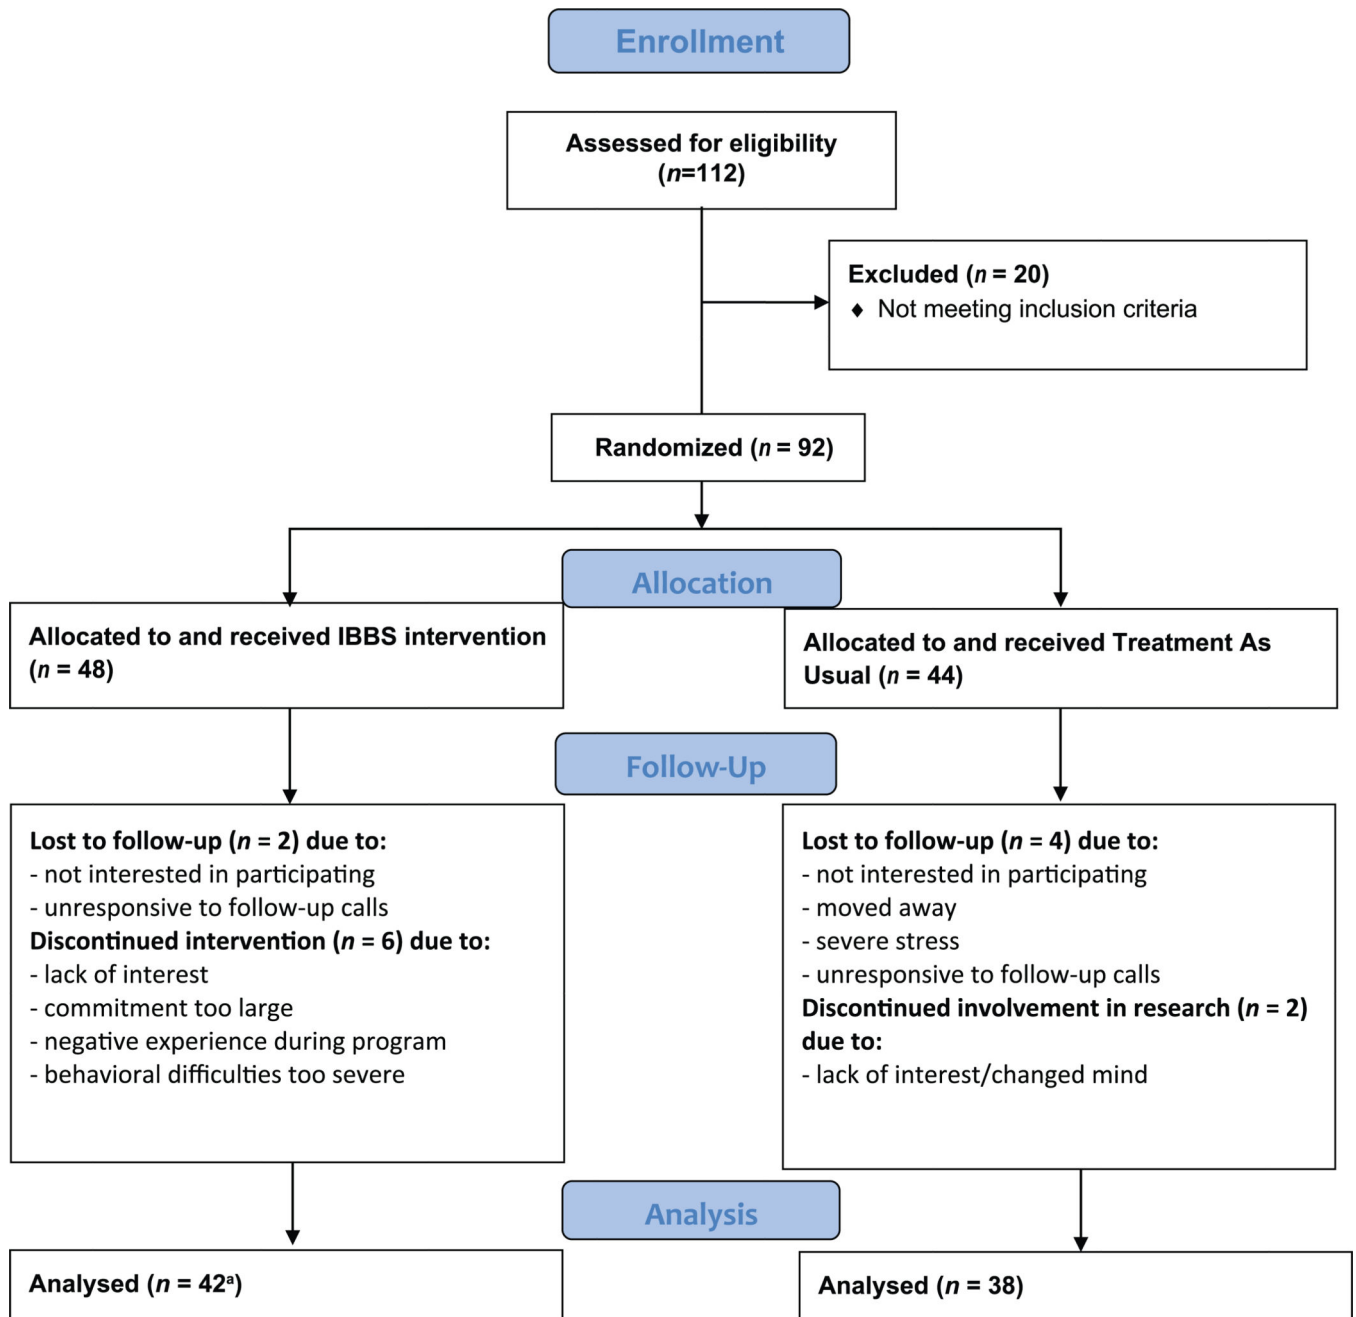 Enrollment
Assessed for eligibility
(n=112)
Excluded (n = 20)
♦ Not meeting inclusion criteria
Randomized (n = 92)
Allocation
Allocated to and received IBBS intervention
(n = 48)
Allocated to and received Treatment As
Usual (n = 44)
Follow-Up
Lost to follow-up (n = 2) due to:
- not interested in participating
- unresponsive to follow-up calls
Discontinued intervention (n = 6) due to:
- lack of interest
- commitment too large
- negative experience during program
- behavioral difficulties too severe
Lost to follow-up (n = 4) due to:
- not interested in participating
- moved away
- severe stress
- unresponsive to follow-up calls
Discontinued involvement in research (n = 2)
due to:
- lack of interest/changed mind
Analysis
Analysed (n = 42ᵃ)
Analysed (n = 38)